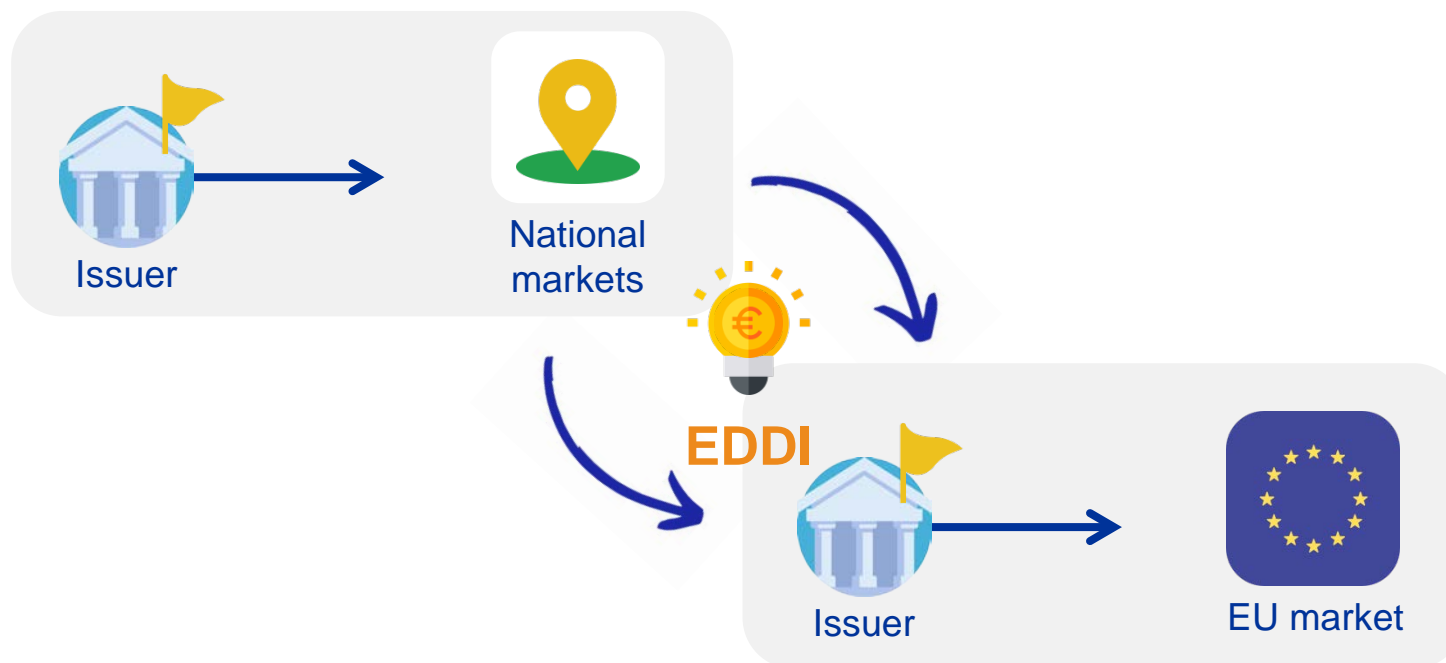 Issuer
National
markets
€
EDDI
Issuer
EU market